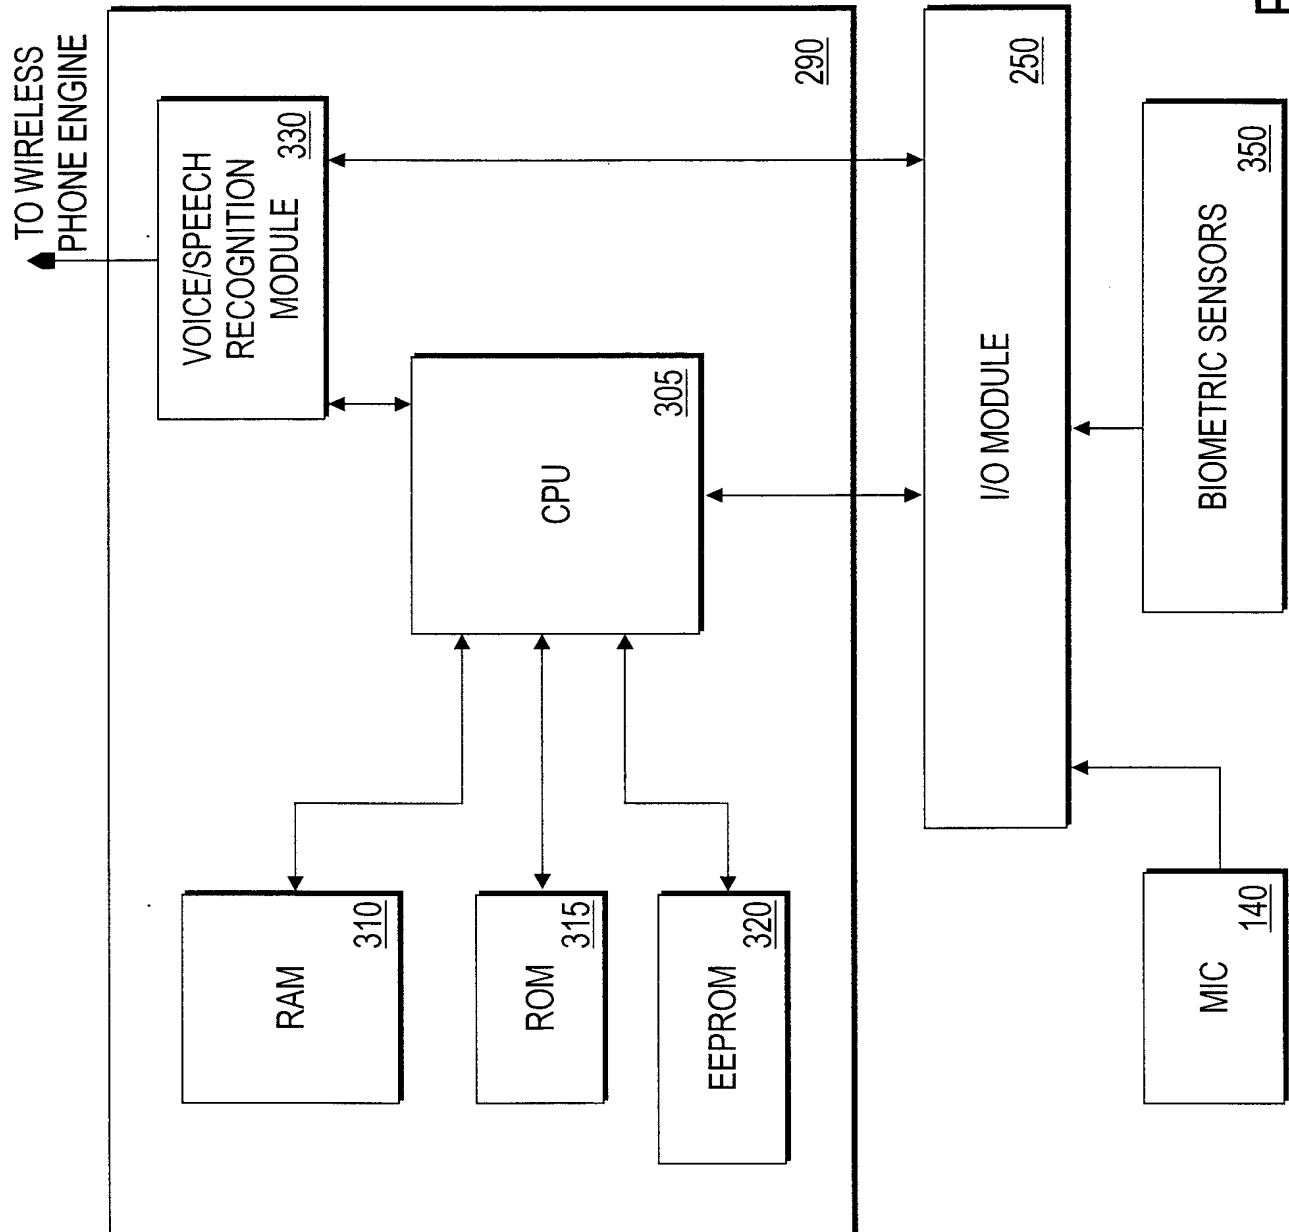 TO WIRELESS
PHONE ENGINE
VOICE/SPEECH
RECOGNITION
MODULE
330
290
CPU
305
RAM
310
ROM
315
EEPROM
320
I/O MODULE
250
BIOMETRIC SENSORS
350
MIC
140